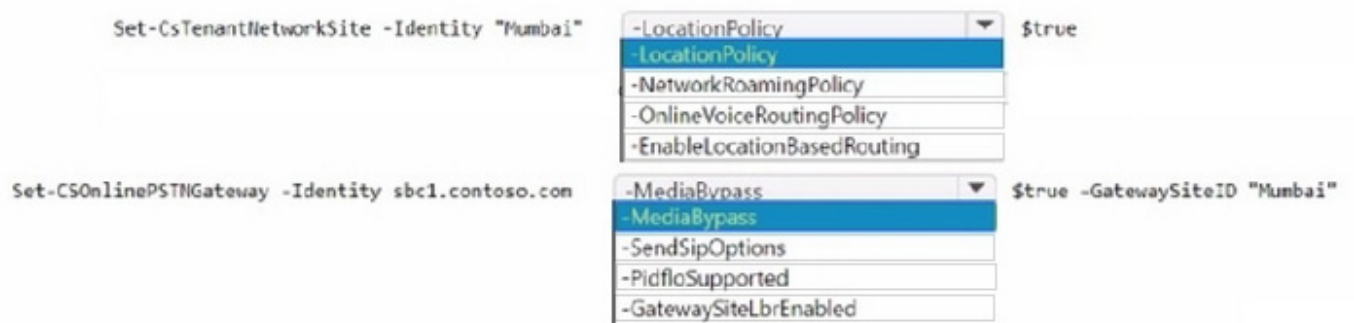 Set-CsTenantNetworkSite -Identity "Mumbai" -LocationPolicy $true
-LocationPolicy
-NetworkRoamingPolicy
-OnlineVoiceRoutingPolicy
-EnableLocationBasedRouting
Set-CSOnlinePSTNGateway -Identity sbc1.contoso.com -MediaBypass $true -GatewaySiteID "Mumbai"
-MediaBypass
-SendSipOptions
-PidfloSupported
-GatewaySiteLbrEnabled